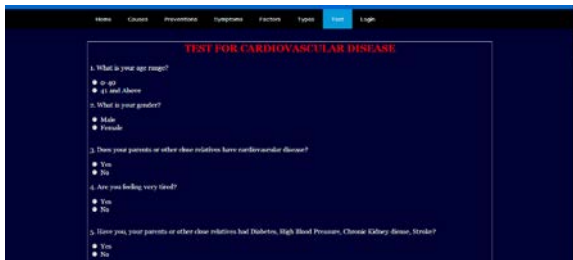 Home Causes Preventions Symptoms Factors Types Test Login
TEST FOR CARDIOVASCULAR DISEASE
1. What is your age range?
0-40
41 and Above
2. What is your gender?
Male
Female
3. Does your parents or other close relatives have cardiovascular disease?
Yes
No
4. Are you feeling very tired?
Yes
No
5. Have you, your parents or other close relatives had Diabetes, High Blood Pressure, Chronic Kidney diease, Stroke?
Yes
No